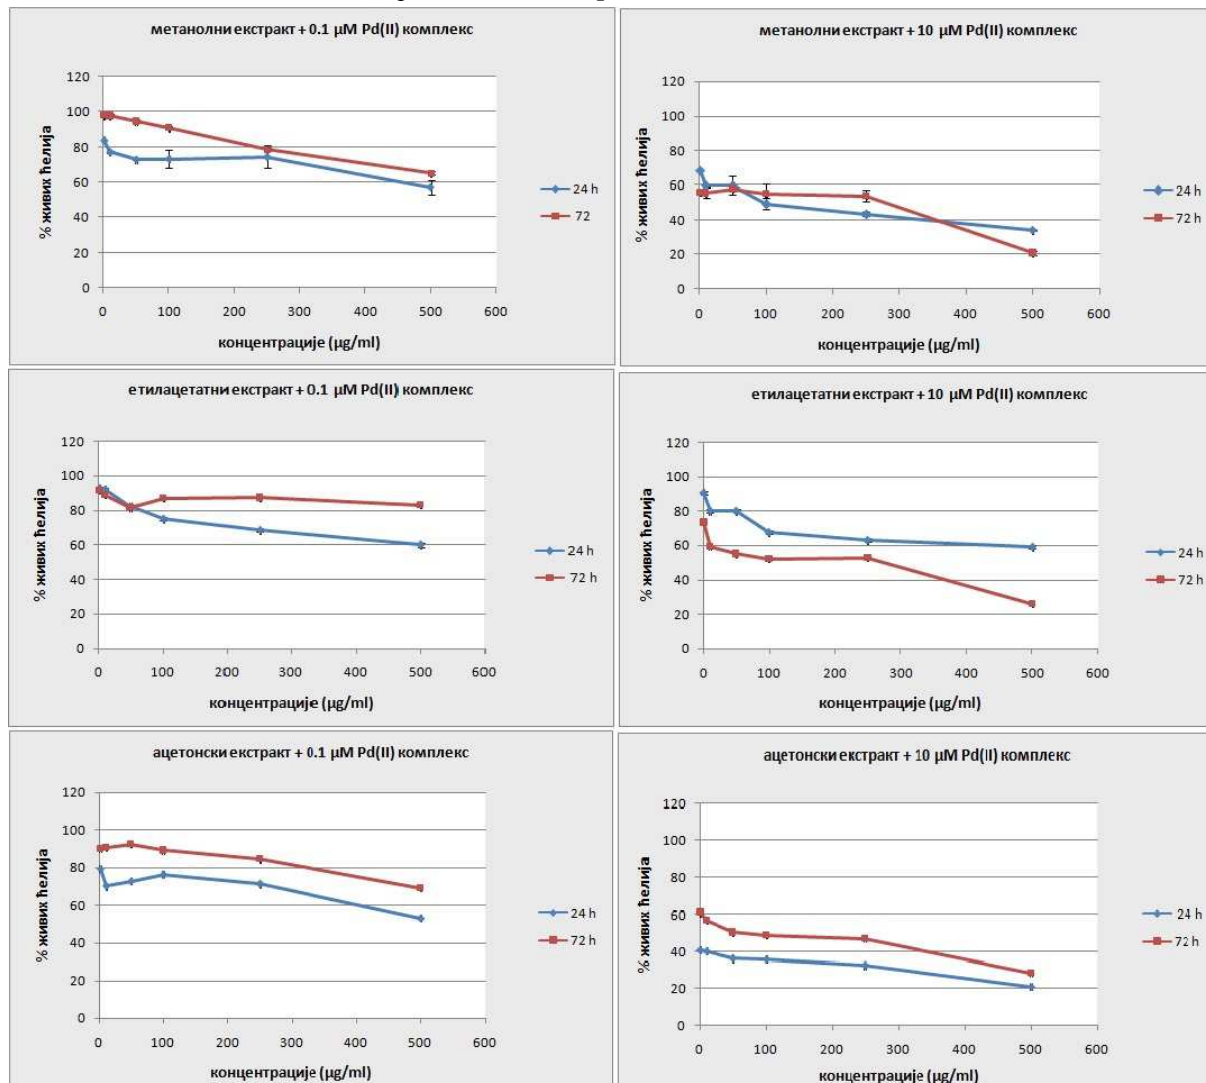 метанолни екстракт + 0.1 µM Pd(II) комплекс
120
100
80
60
40
20
0
0 100 200 300 400 500 600
% живих ћелија
концентрације (µg/ml)
24 h
72
метанолни екстракт + 10 µM Pd(II) комплекс
120
100
80
60
40
20
0
0 100 200 300 400 500 600
% живих ћелија
концентрације (µg/ml)
24 h
72 h
етилацетатни екстракт + 0.1 µM Pd(II) комплекс
120
100
80
60
40
20
0
0 100 200 300 400 500 600
% живих ћелија
концентрације (µg/ml)
24 h
72 h
етилацетатни екстракт + 10 µM Pd(II) комплекс
120
100
80
60
40
20
0
0 100 200 300 400 500 600
% живих ћелија
концентрације (µg/ml)
24 h
72 h
ацетонски екстракт + 0.1 µM Pd(II) комплекс
120
100
80
60
40
20
0
0 100 200 300 400 500 600
% живих ћелија
концентрације (µg/ml)
24 h
72 h
ацетонски екстракт + 10 µM Pd(II) комплекс
120
100
80
60
40
20
0
0 100 200 300 400 500 600
% живих ћелија
концентрације (µg/ml)
24 h
72 h